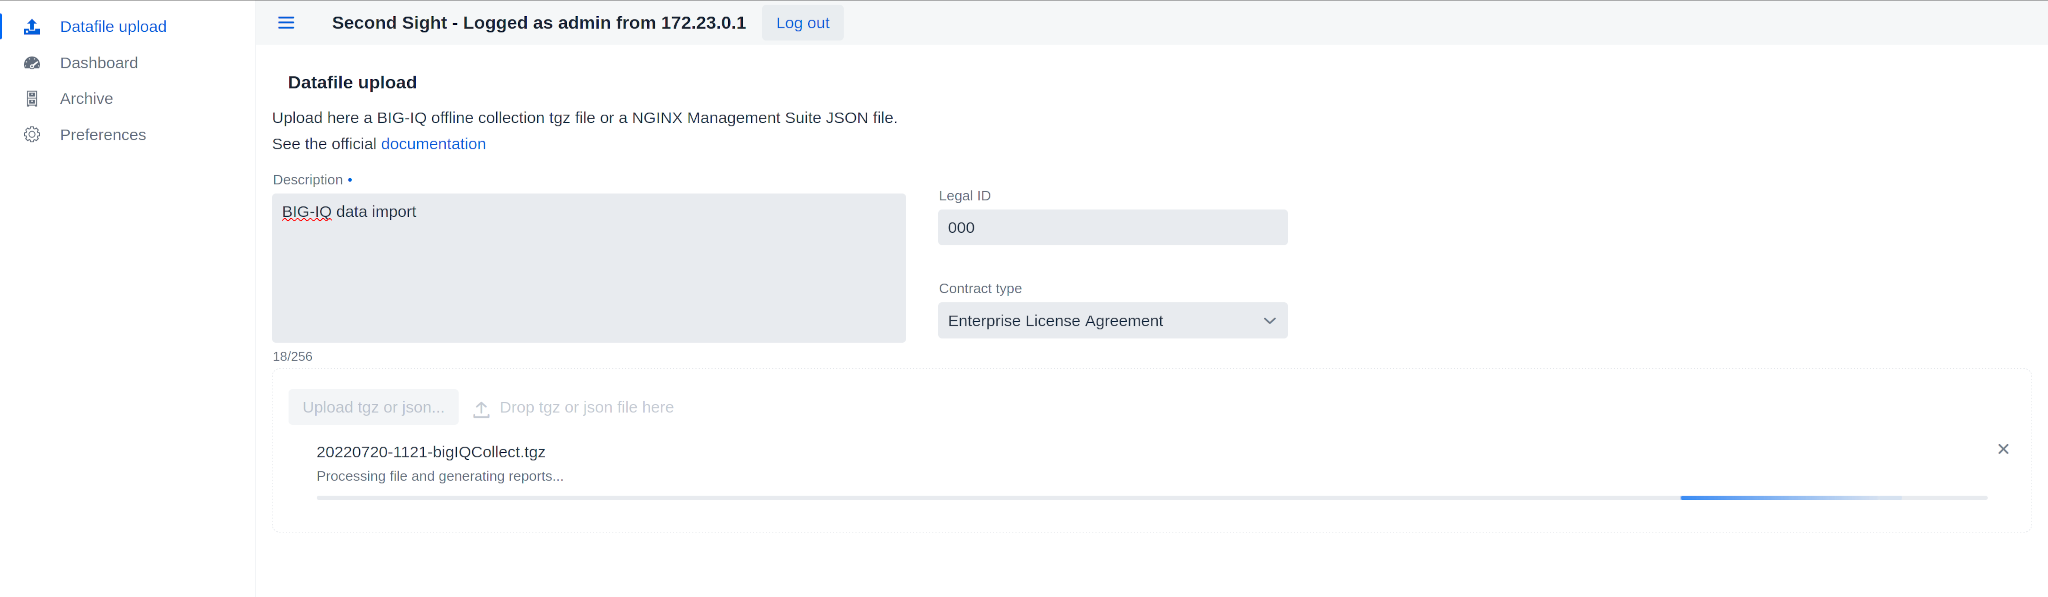 Datafile upload
Dashboard
Archive
Preferences
Second Sight - Logged as admin from 172.23.0.1
Log out
Datafile upload
Upload here a BIG-IQ offline collection tgz file or a NGINX Management Suite JSON file.
See the official documentation
Description •
BIG-IQ data import
18/256
Legal ID
000
Contract type
Enterprise License Agreement
Upload tgz or json...
Drop tgz or json file here
20220720-1121-bigIQCollect.tgz
Processing file and generating reports...